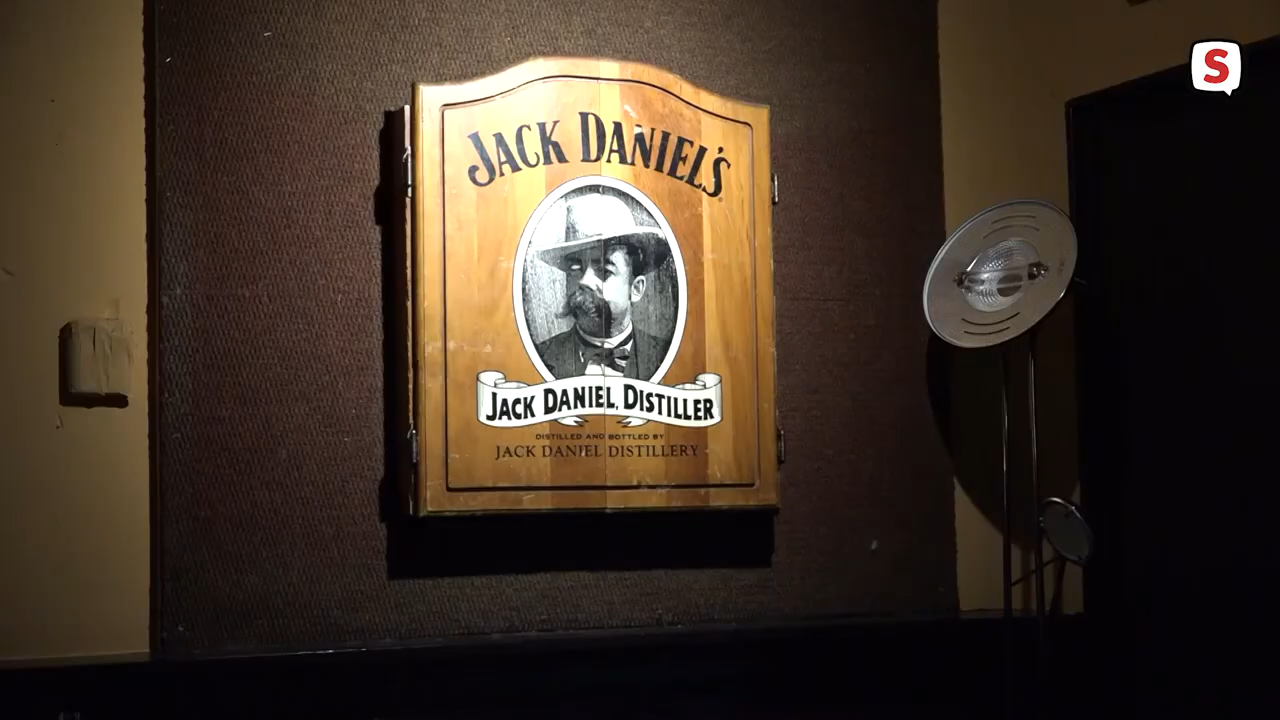 S
JACK DANIEL'S
JACK DANIEL, DISTILLER
DISTILLED AND BOTTLED BY
JACK DANIEL DISTILLERY